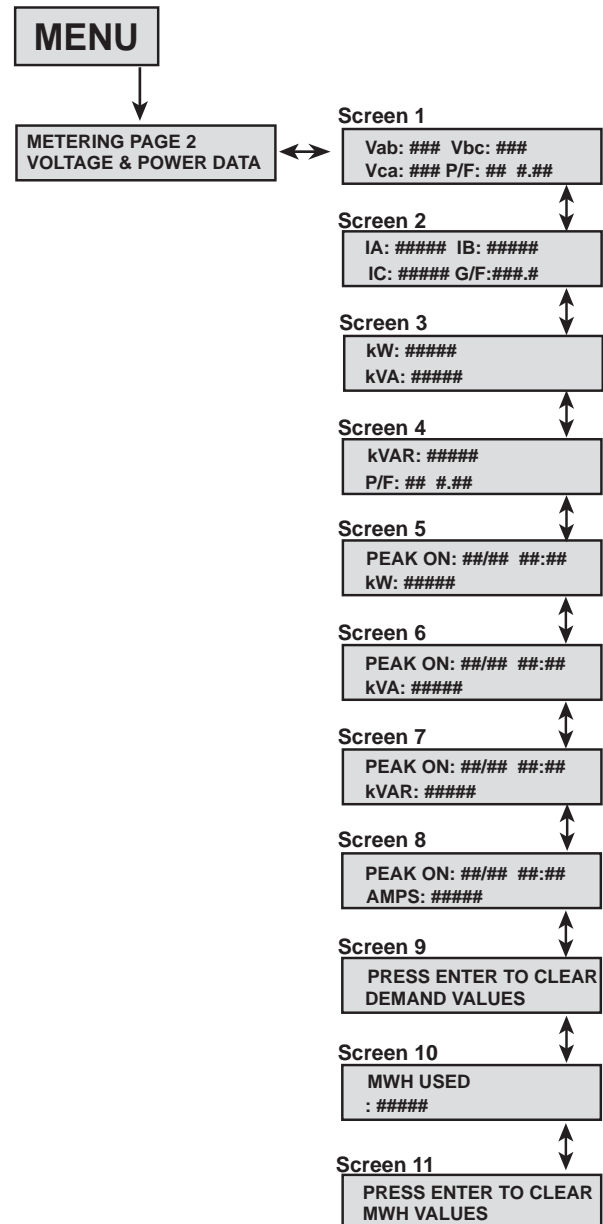 MENU
METERING PAGE 2
VOLTAGE & POWER DATA
Screen 1
Vab: ### Vbc: ###
Vca: ### P/F: ## #.##
Screen 2
IA: ##### IB: #####
IC: ##### G/F:###.#
Screen 3
kW: #####
kVA: #####
Screen 4
kVAR: #####
P/F: ## #.##
Screen 5
PEAK ON: ##/## ##:##
kW: #####
Screen 6
PEAK ON: ##/## ##:##
kVA: #####
Screen 7
PEAK ON: ##/## ##:##
kVAR: #####
Screen 8
PEAK ON: ##/## ##:##
AMPS: #####
Screen 9
PRESS ENTER TO CLEAR
DEMAND VALUES
Screen 10
MWH USED
: #####
Screen 11
PRESS ENTER TO CLEAR
MWH VALUES